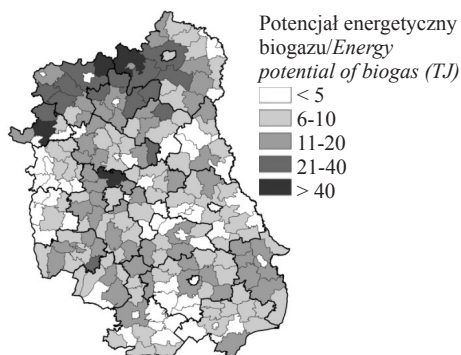 Potencjał energetyczny
biogazu/Energy
potential of biogas (TJ)
< 5
6-10
11-20
21-40
> 40